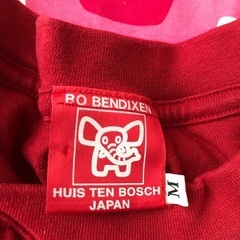 BO BENDIXEN
HUIS TEN BOSCH
JAPAN
M